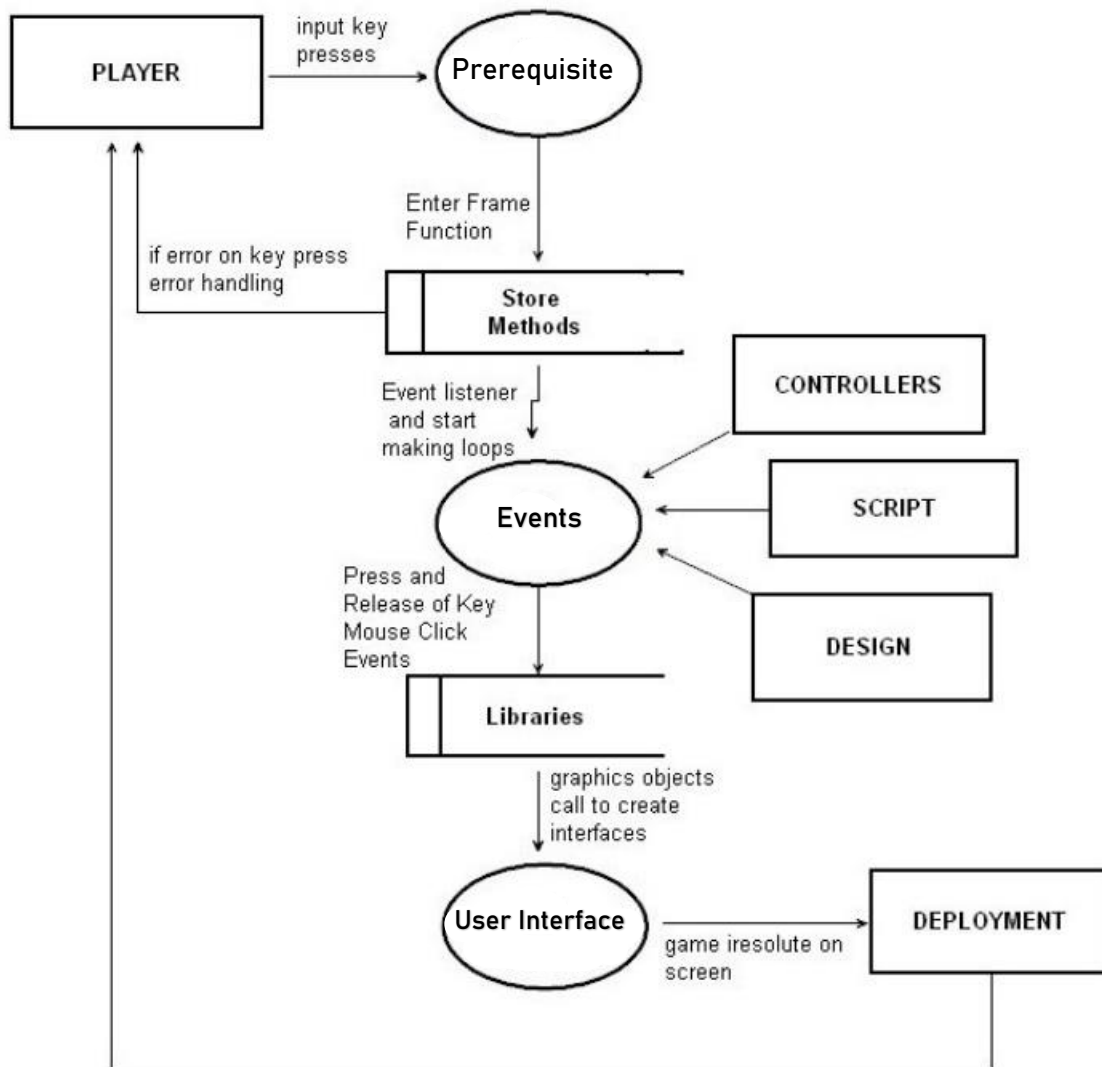 PLAYER
input key
presses
Prerequisite
Enter Frame
Function
if error on key press
error handling
Store
Methods
Event listener
and start
making loops
CONTROLLERS
Events
SCRIPT
Press and
Release of Key
Mouse Click
Events
DESIGN
Libraries
graphics objects
call to create
interfaces
User Interface
game iresolute on
screen
DEPLOYMENT